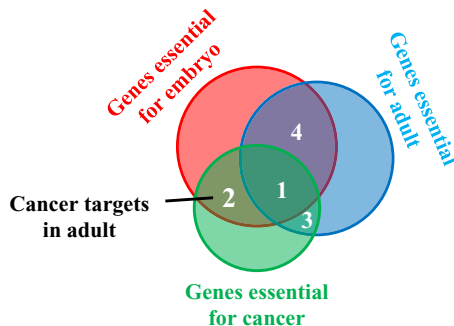 Genes essential
for embryo
Genes essential
for adult
4
1
2
3
Cancer targets
in adult
Genes essential
for cancer